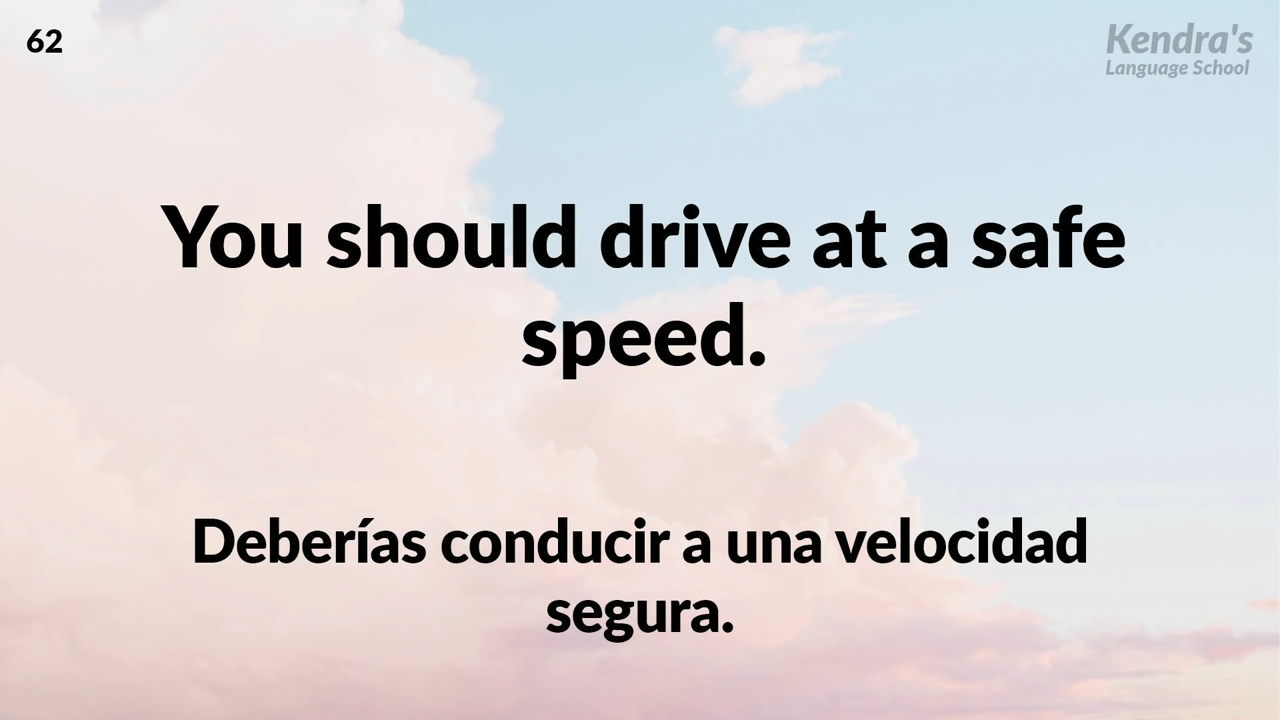 62
Kendra's
Language School
You should drive at a safe
speed.
Deberías conducir a una velocidad
segura.